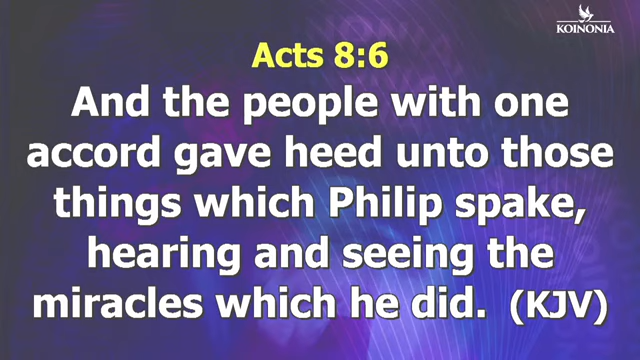 KOINONIA
Acts 8:6
And the people with one
accord gave heed unto those
things which Philip spake,
hearing and seeing the
miracles which he did. (KJV)